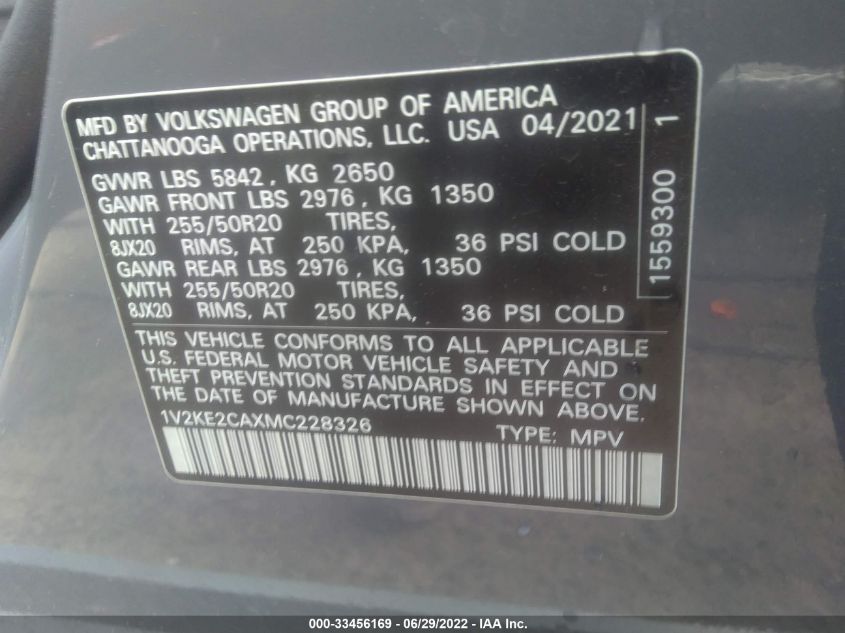 MFD BY VOLKSWAGEN GROUP OF AMERICA
CHATTANOOGA OPERATIONS, LLC. USA 04/2021
GVWR LBS 5842, KG 2650
GAWR FRONT LBS 2976, KG 1350
WITH 255/50R20 TIRES,
8JX20 RIMS, AT 250 KPA, 36 PSI COLD
GAWR REAR LBS 2976, KG 1350
WITH 255/50R20 TIRES,
8JX20 RIMS, AT 250 KPA, 36 PSI COLD
THIS VEHICLE CONFORMS TO ALL APPLICABLE
U.S. FEDERAL MOTOR VEHICLE SAFETY AND
THEFT PREVENTION STANDARDS IN EFFECT ON
THE DATE OF MANUFACTURE SHOWN ABOVE.
1V2KE2CAXMC228326 TYPE: MPV
1559300 1
000-33456169 - 06/29/2022 - IAA Inc.